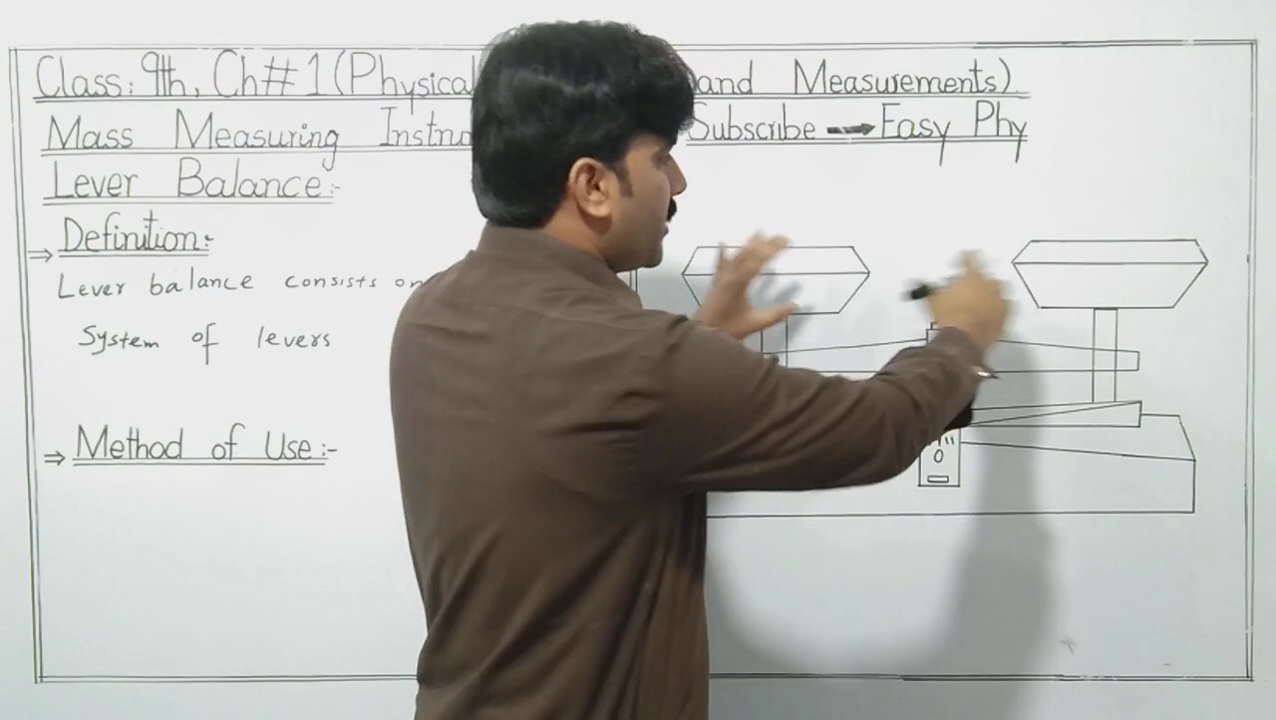 Class: 9th, Ch# 1 (Physical and Measurements)
Mass Measuring Subscribe → Easy Phy
Lever Balance:-
⇒ Definition:-
Lever balance consists
System of levers
⇒ Method of Use:-